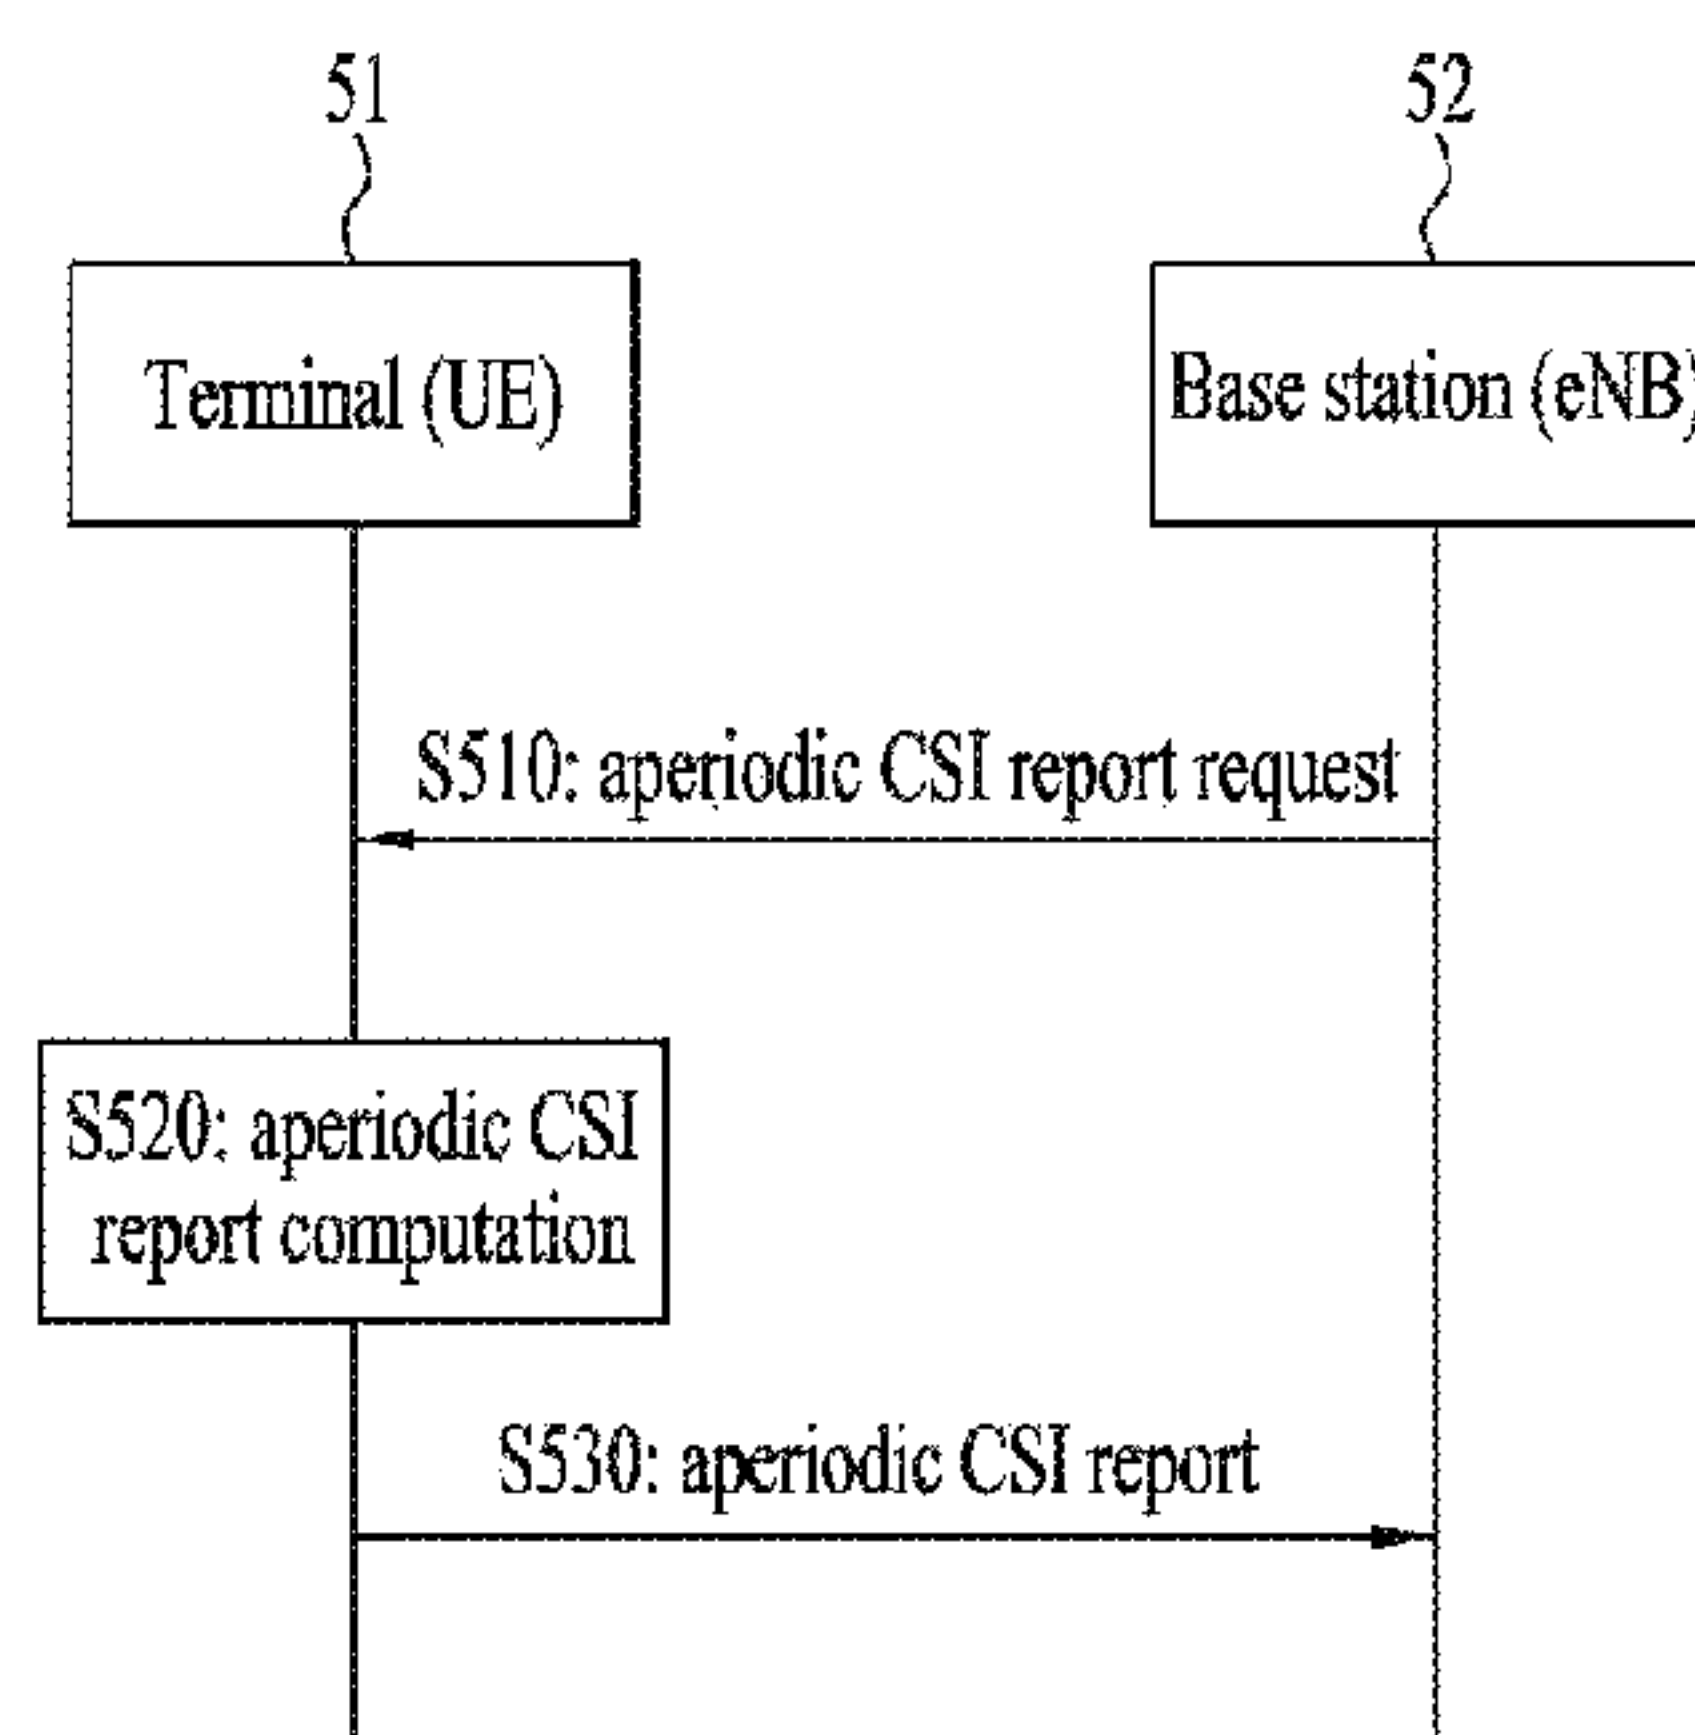 51
52
Terminal (UE)
Base station (eNB)
S510: aperiodic CSI report request
S520: aperiodic CSI
report computation
S530: aperiodic CSI report